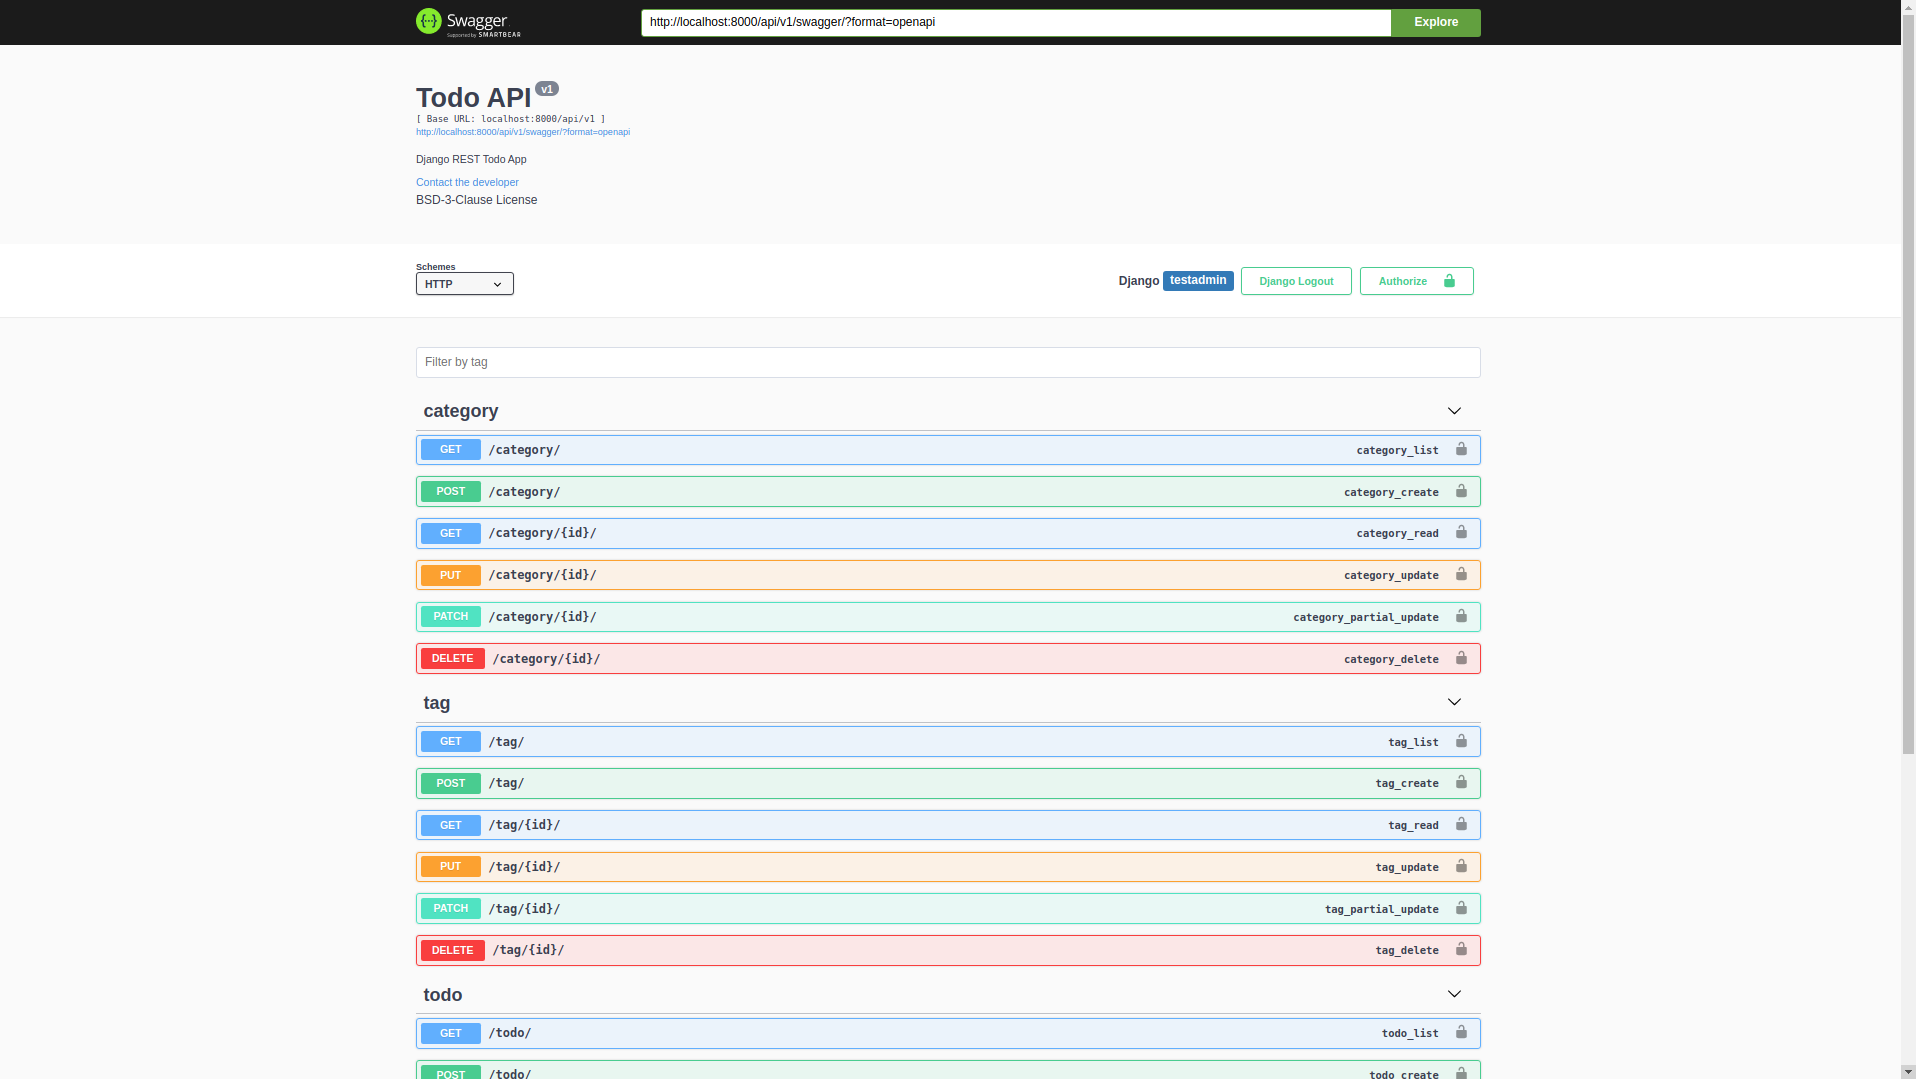 Swagger
Supported by SMARTBEAR
http://localhost:8000/api/v1/swagger/?format=openapi
Explore
Todo API v1
[ Base URL: localhost:8000/api/v1 ]
http://localhost:8000/api/v1/swagger/?format=openapi
Django REST Todo App
Contact the developer
BSD-3-Clause License
Schemes
HTTP
Django testadmin
Django Logout
Authorize
Filter by tag
category
GET /category/ category_list
POST /category/ category_create
GET /category/{id}/ category_read
PUT /category/{id}/ category_update
PATCH /category/{id}/ category_partial_update
DELETE /category/{id}/ category_delete
tag
GET /tag/ tag_list
POST /tag/ tag_create
GET /tag/{id}/ tag_read
PUT /tag/{id}/ tag_update
PATCH /tag/{id}/ tag_partial_update
DELETE /tag/{id}/ tag_delete
todo
GET /todo/ todo_list
POST /todo/ todo_create